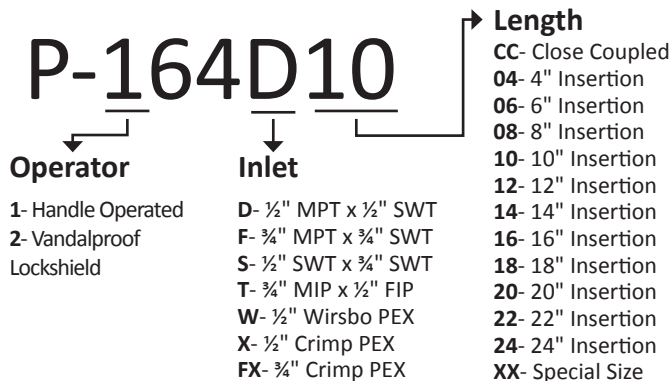 P-164D10
Operator
1- Handle Operated
2- Vandalproof
Lockshield
Inlet
D- ½" MPT x ½" SWT
F- ¾" MPT x ¾" SWT
S- ½" SWT x ¾" SWT
T- ¾" MIP x ½" FIP
W- ½" Wirsbo PEX
X- ½" Crimp PEX
FX- ¾" Crimp PEX
Length
CC- Close Coupled
04- 4" Insertion
06- 6" Insertion
08- 8" Insertion
10- 10" Insertion
12- 12" Insertion
14- 14" Insertion
16- 16" Insertion
18- 18" Insertion
20- 20" Insertion
22- 22" Insertion
24- 24" Insertion
XX- Special Size